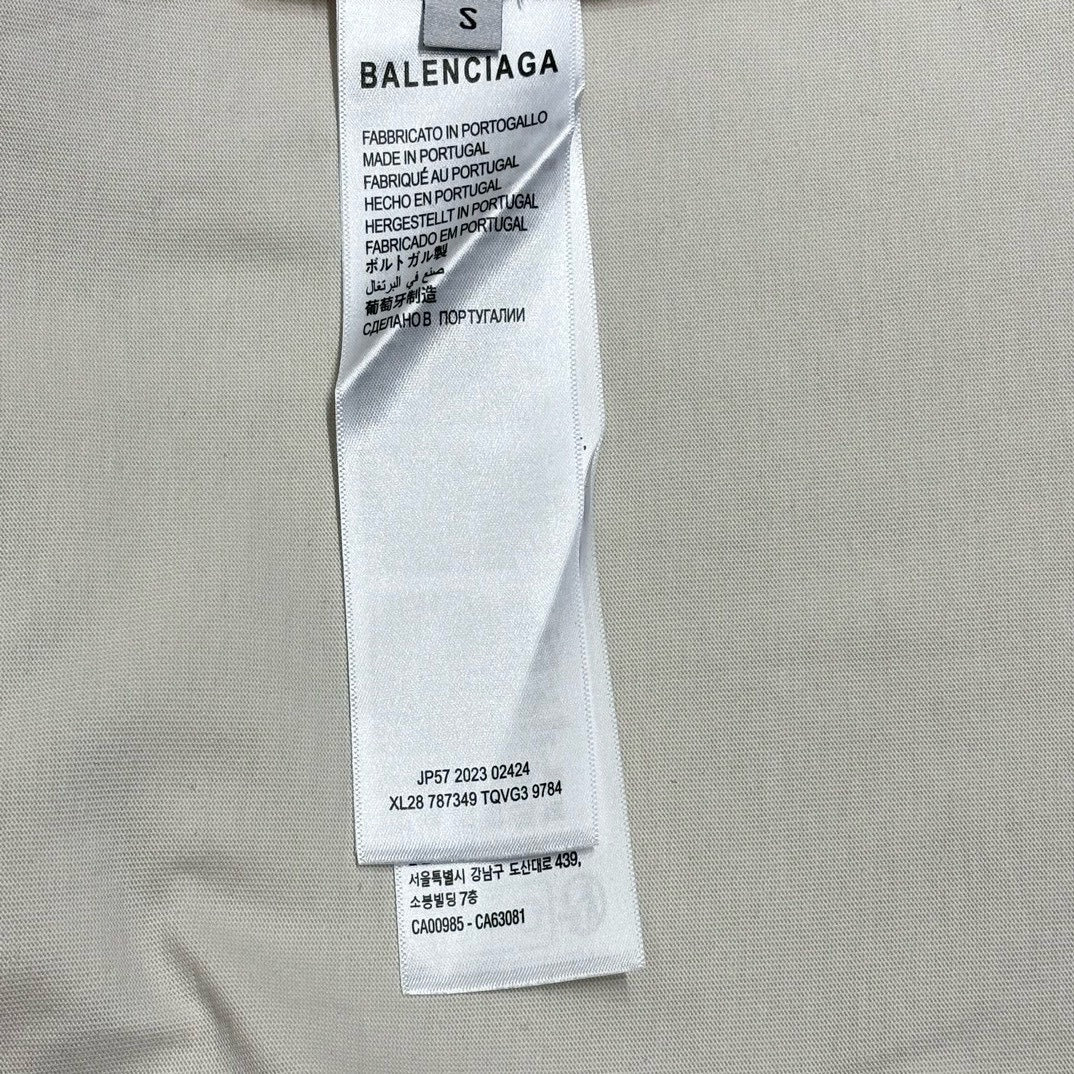 S
BALENCIAGA
FABBRICATO IN PORTOGALLO
MADE IN PORTUGAL
FABRIQUÉ AU PORTUGAL
HECHO EN PORTUGAL
HERGESTELLT IN PORTUGAL
FABRICADO EM PORTUGAL
ポルトガル製
صنع في البرتغال
葡萄牙制造
СДЕЛАНО В ПОРТУГАЛИИ
JP57 2023 02424
XL28 787349 TQVG3 9784
서울특별시 강남구 도산대로 439,
소봉빌딩 7층
CA00985 - CA63081